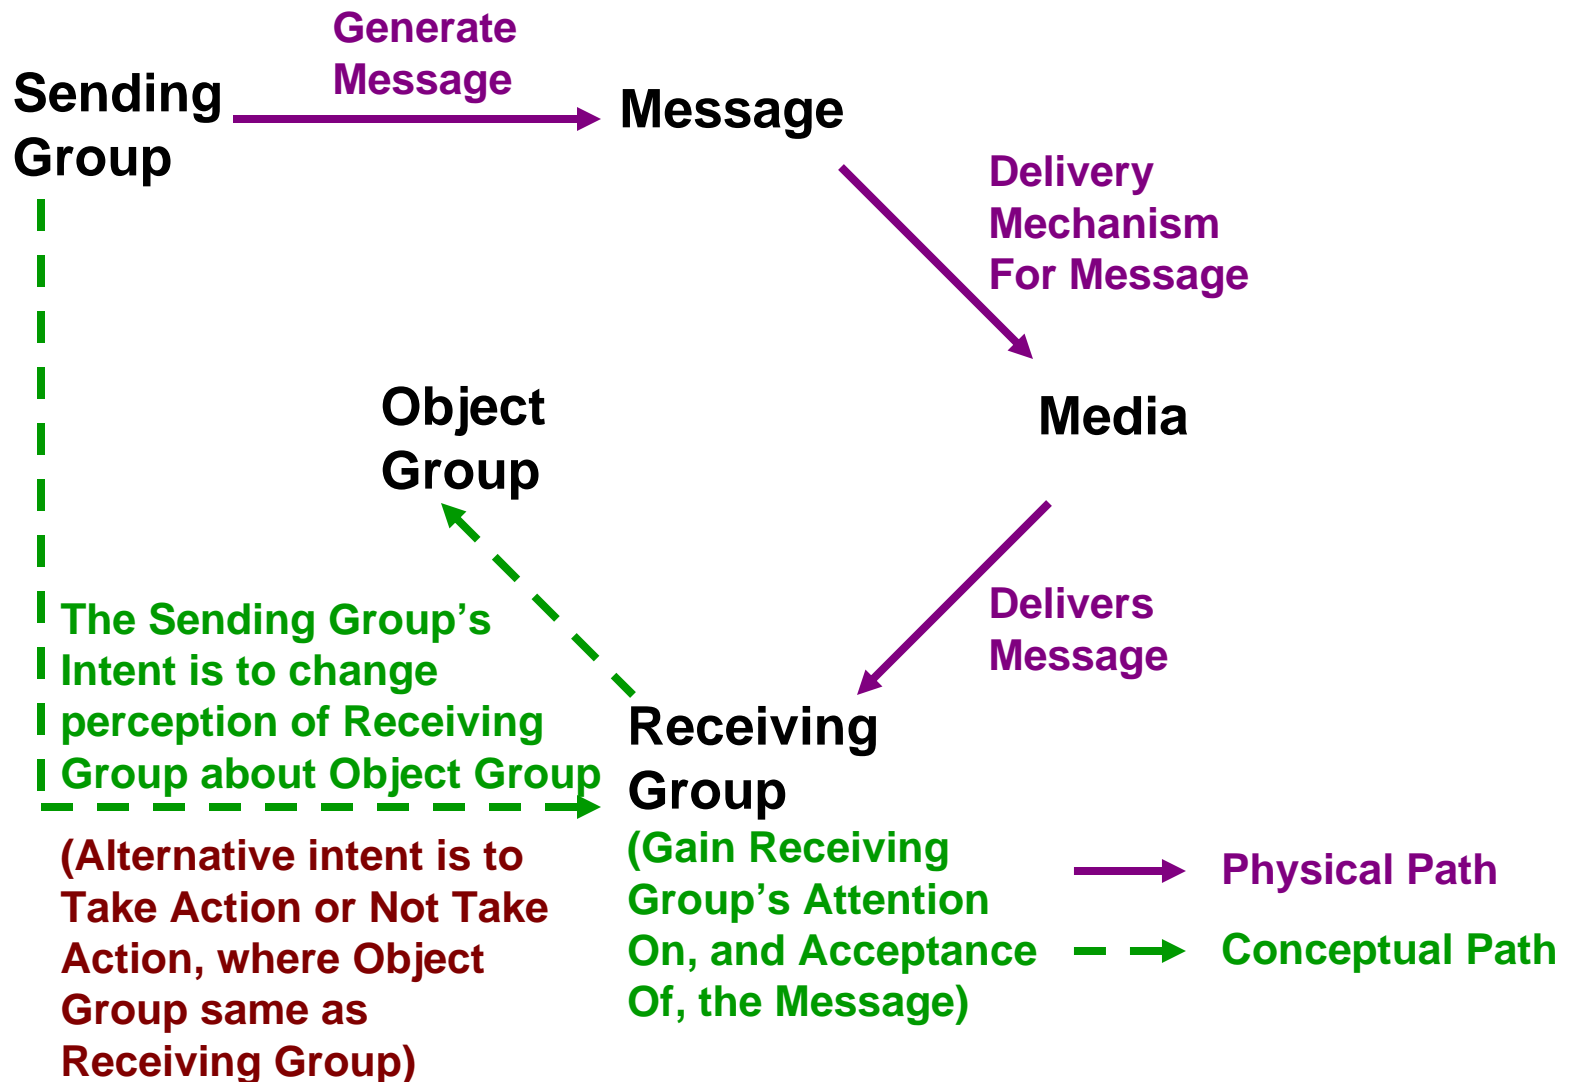 Generate
Message
Sending
Group
Message
Delivery
Mechanism
For Message
Object
Group
Media
The Sending Group’s
Intent is to change
perception of Receiving
Group about Object Group
Delivers
Message
Receiving
Group
(Gain Receiving
Group’s Attention
On, and Acceptance
Of, the Message)
(Alternative intent is to
Take Action or Not Take
Action, where Object
Group same as
Receiving Group)
Physical Path
Conceptual Path